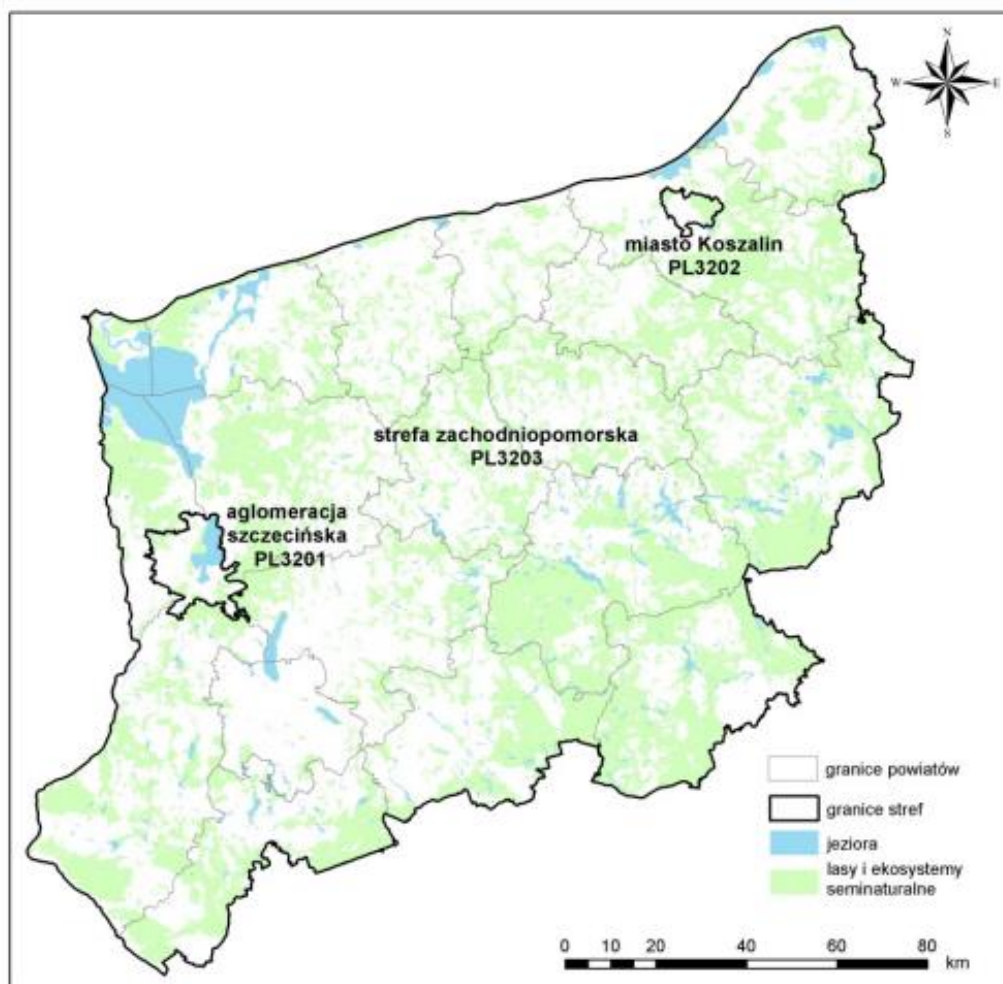 N
W
E
S
miasto Koszalin
PL3202
strefa zachodniopomorska
PL3203
aglomeracja
szczecińska
PL3201
granice powiatów
granice stref
jeziora
lasy i ekosystemy
seminaturalne
0 10 20 40 60 80
km